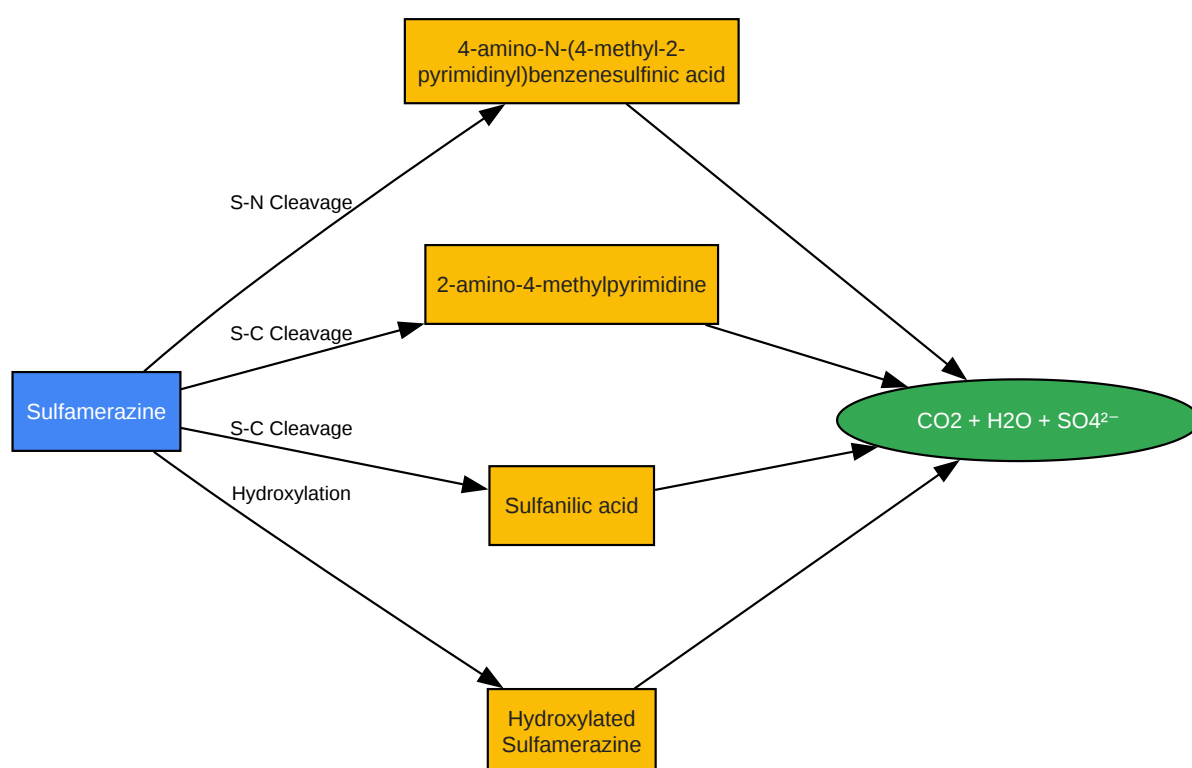 4-amino-N-(4-methyl-2-
pyrimidinyl)benzenesulfinic acid
S-N Cleavage
2-amino-4-methylpyrimidine
S-C Cleavage
Sulfamerazine
CO2 + H2O + SO4²⁻
S-C Cleavage
Hydroxylation
Sulfanilic acid
Hydroxylated
Sulfamerazine